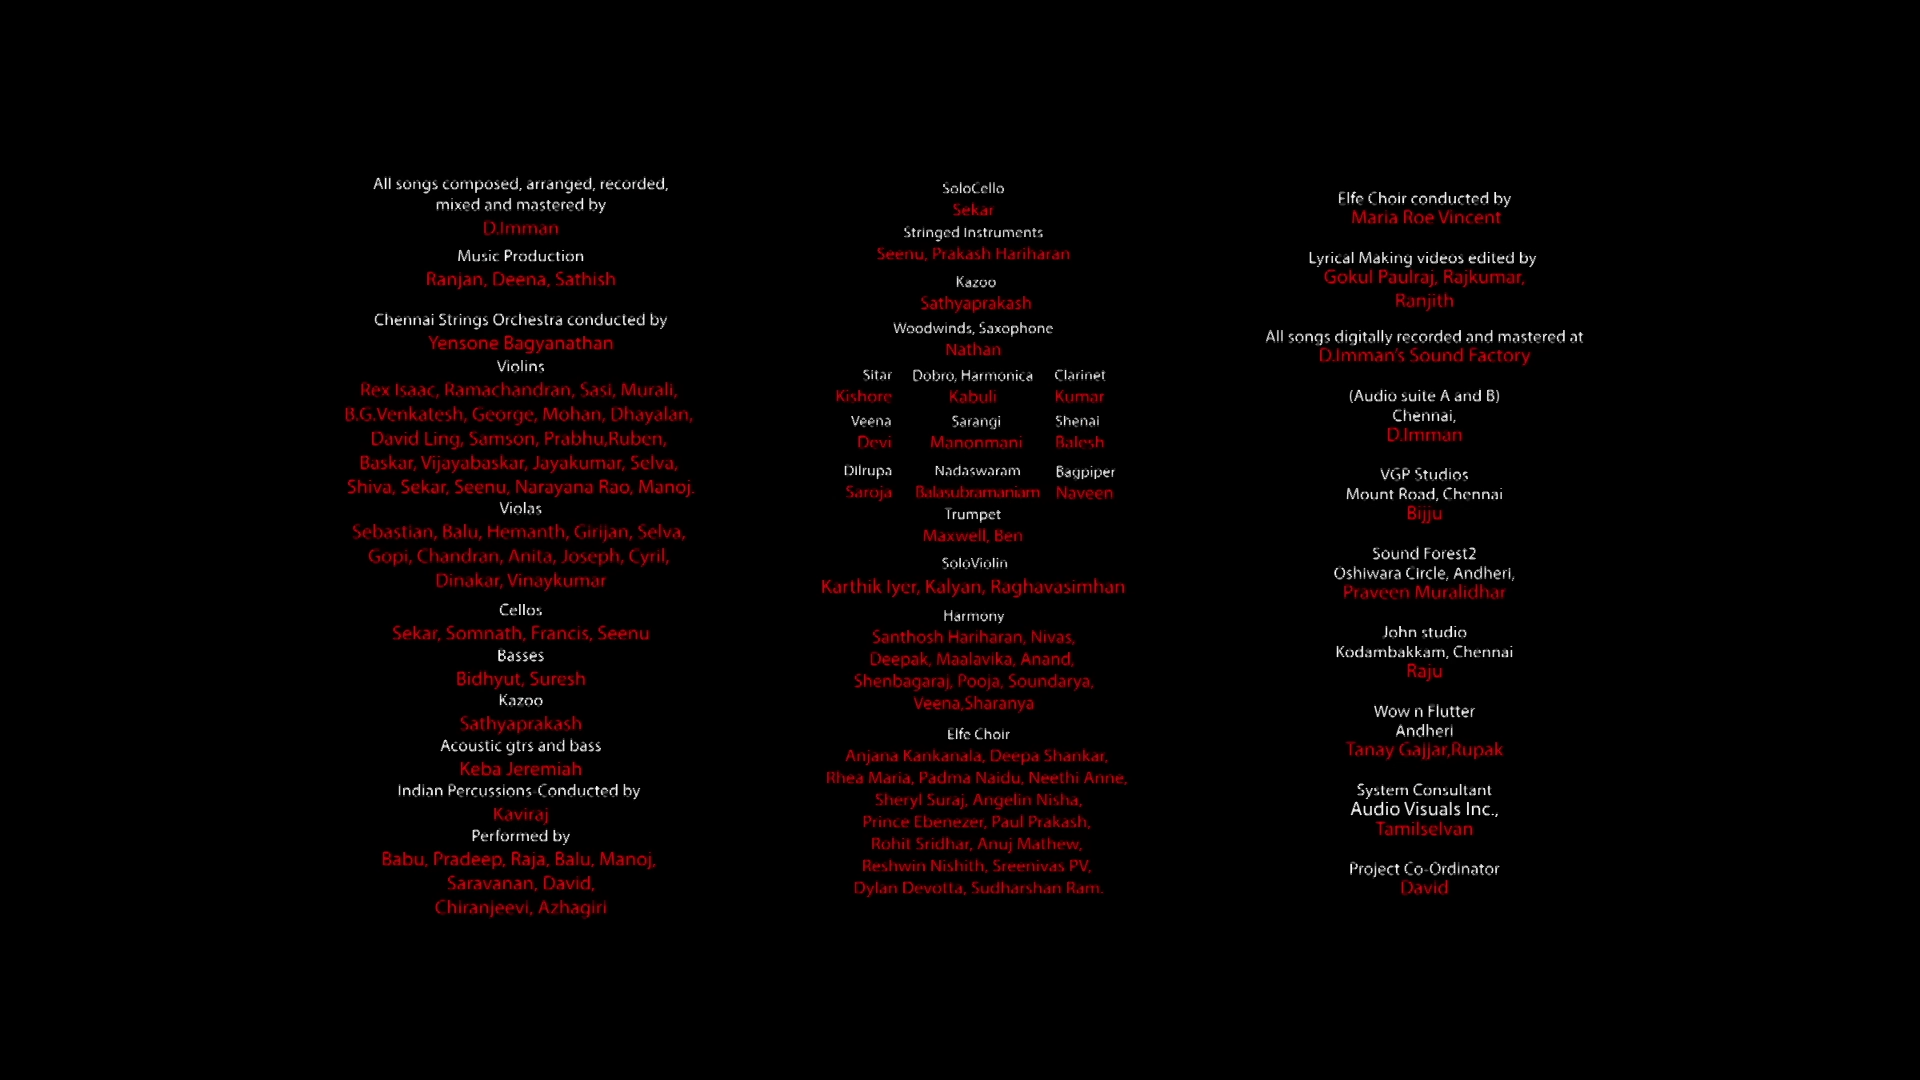 All songs composed, arranged, recorded,
mixed and mastered by
D.Imman
Music Production
Ranjan, Deena, Sathish
Chennai Strings Orchestra conducted by
Yensone Bagyanathan
Violins
Rex Isaac, Ramachandran, Sasi, Murali,
B.G.Venkatesh, George, Mohan, Dhayalan,
David Ling, Samson, Prabhu,Ruben,
Baskar, Vijayabaskar, Jayakumar, Selva,
Shiva, Sekar, Seenu, Narayana Rao, Manoj.
Violas
Sebastian, Balu, Hemanth, Girijan, Selva,
Gopi, Chandran, Anita, Joseph, Cyril,
Dinakar, Vinaykumar
Cellos
Sekar, Somnath, Francis, Seenu
Basses
Bidhyut, Suresh
Kazoo
Sathyaprakash
Acoustic gtrs and bass
Keba Jeremiah
Indian Percussions-Conducted by
Kaviraj
Performed by
Babu, Pradeep, Raja, Balu, Manoj,
Saravanan, David,
Chiranjeevi, Azhagiri
SoloCello
Sekar
Stringed Instruments
Seenu, Prakash Hariharan
Kazoo
Sathyaprakash
Woodwinds, Saxophone
Nathan
Sitar Dobro, Harmonica Clarinet
Kishore Kabuli Kumar
Veena Sarangi Shenai
Devi Manonmani Balesh
Dilrupa Nadaswaram Bagpiper
Saroja Balasubramaniam Naveen
Trumpet
Maxwell, Ben
SoloViolin
Karthik Iyer, Kalyan, Raghavasimhan
Harmony
Santhosh Hariharan, Nivas,
Deepak, Maalavika, Anand,
Shenbagaraj, Pooja, Soundarya,
Veena,Sharanya
Elfe Choir
Anjana Kankanala, Deepa Shankar,
Rhea Maria, Padma Naidu, Neethi Anne,
Sheryl Suraj, Angelin Nisha,
Prince Ebenezer, Paul Prakash,
Rohit Sridhar, Anuj Mathew,
Reshwin Nishith, Sreenivas PV,
Dylan Devotta, Sudharshan Ram.
Elfe Choir conducted by
Maria Roe Vincent
Lyrical Making videos edited by
Gokul Paulraj, Rajkumar,
Ranjith
All songs digitally recorded and mastered at
D.Imman's Sound Factory
(Audio suite A and B)
Chennai,
D.Imman
VGP Studios
Mount Road, Chennai
Bijju
Sound Forest2
Oshiwara Circle, Andheri,
Praveen Muralidhar
John studio
Kodambakkam, Chennai
Raju
Wow n Flutter
Andheri
Tanay Gajjar,Rupak
System Consultant
Audio Visuals Inc.,
Tamilselvan
Project Co-Ordinator
David